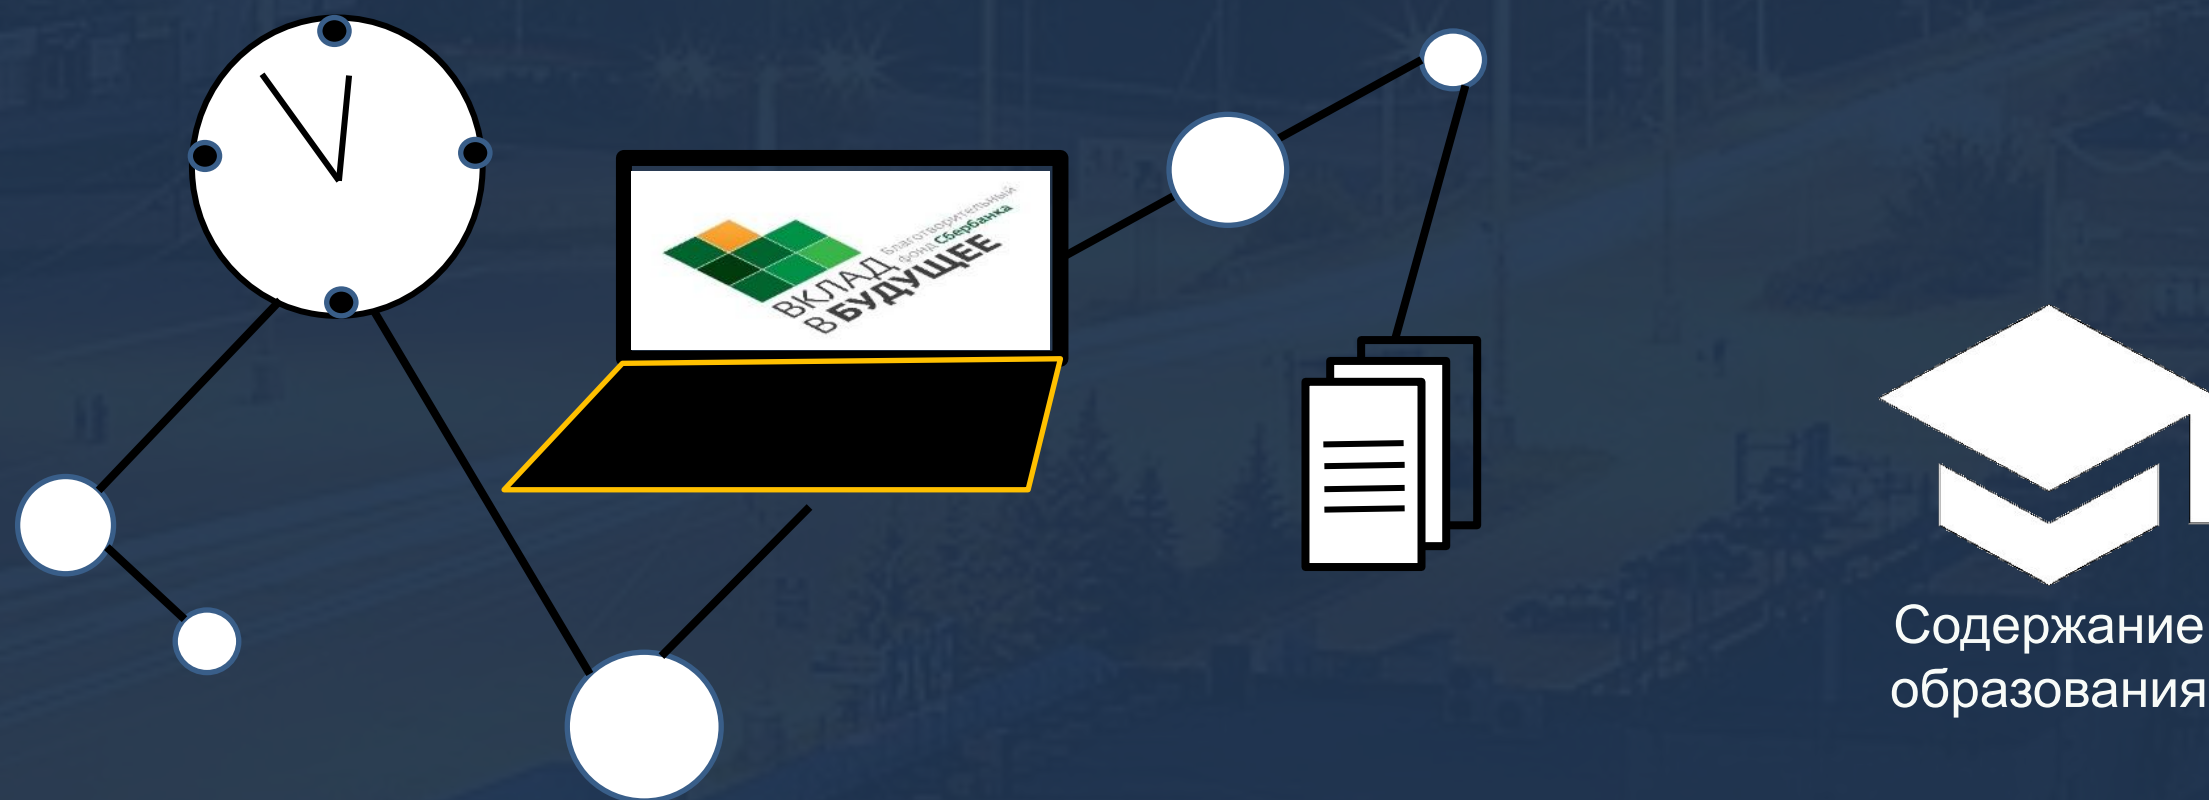 Благотворительный
фонд Сбербанка
ВКЛАД
В БУДУЩЕЕ
Содержание
образования